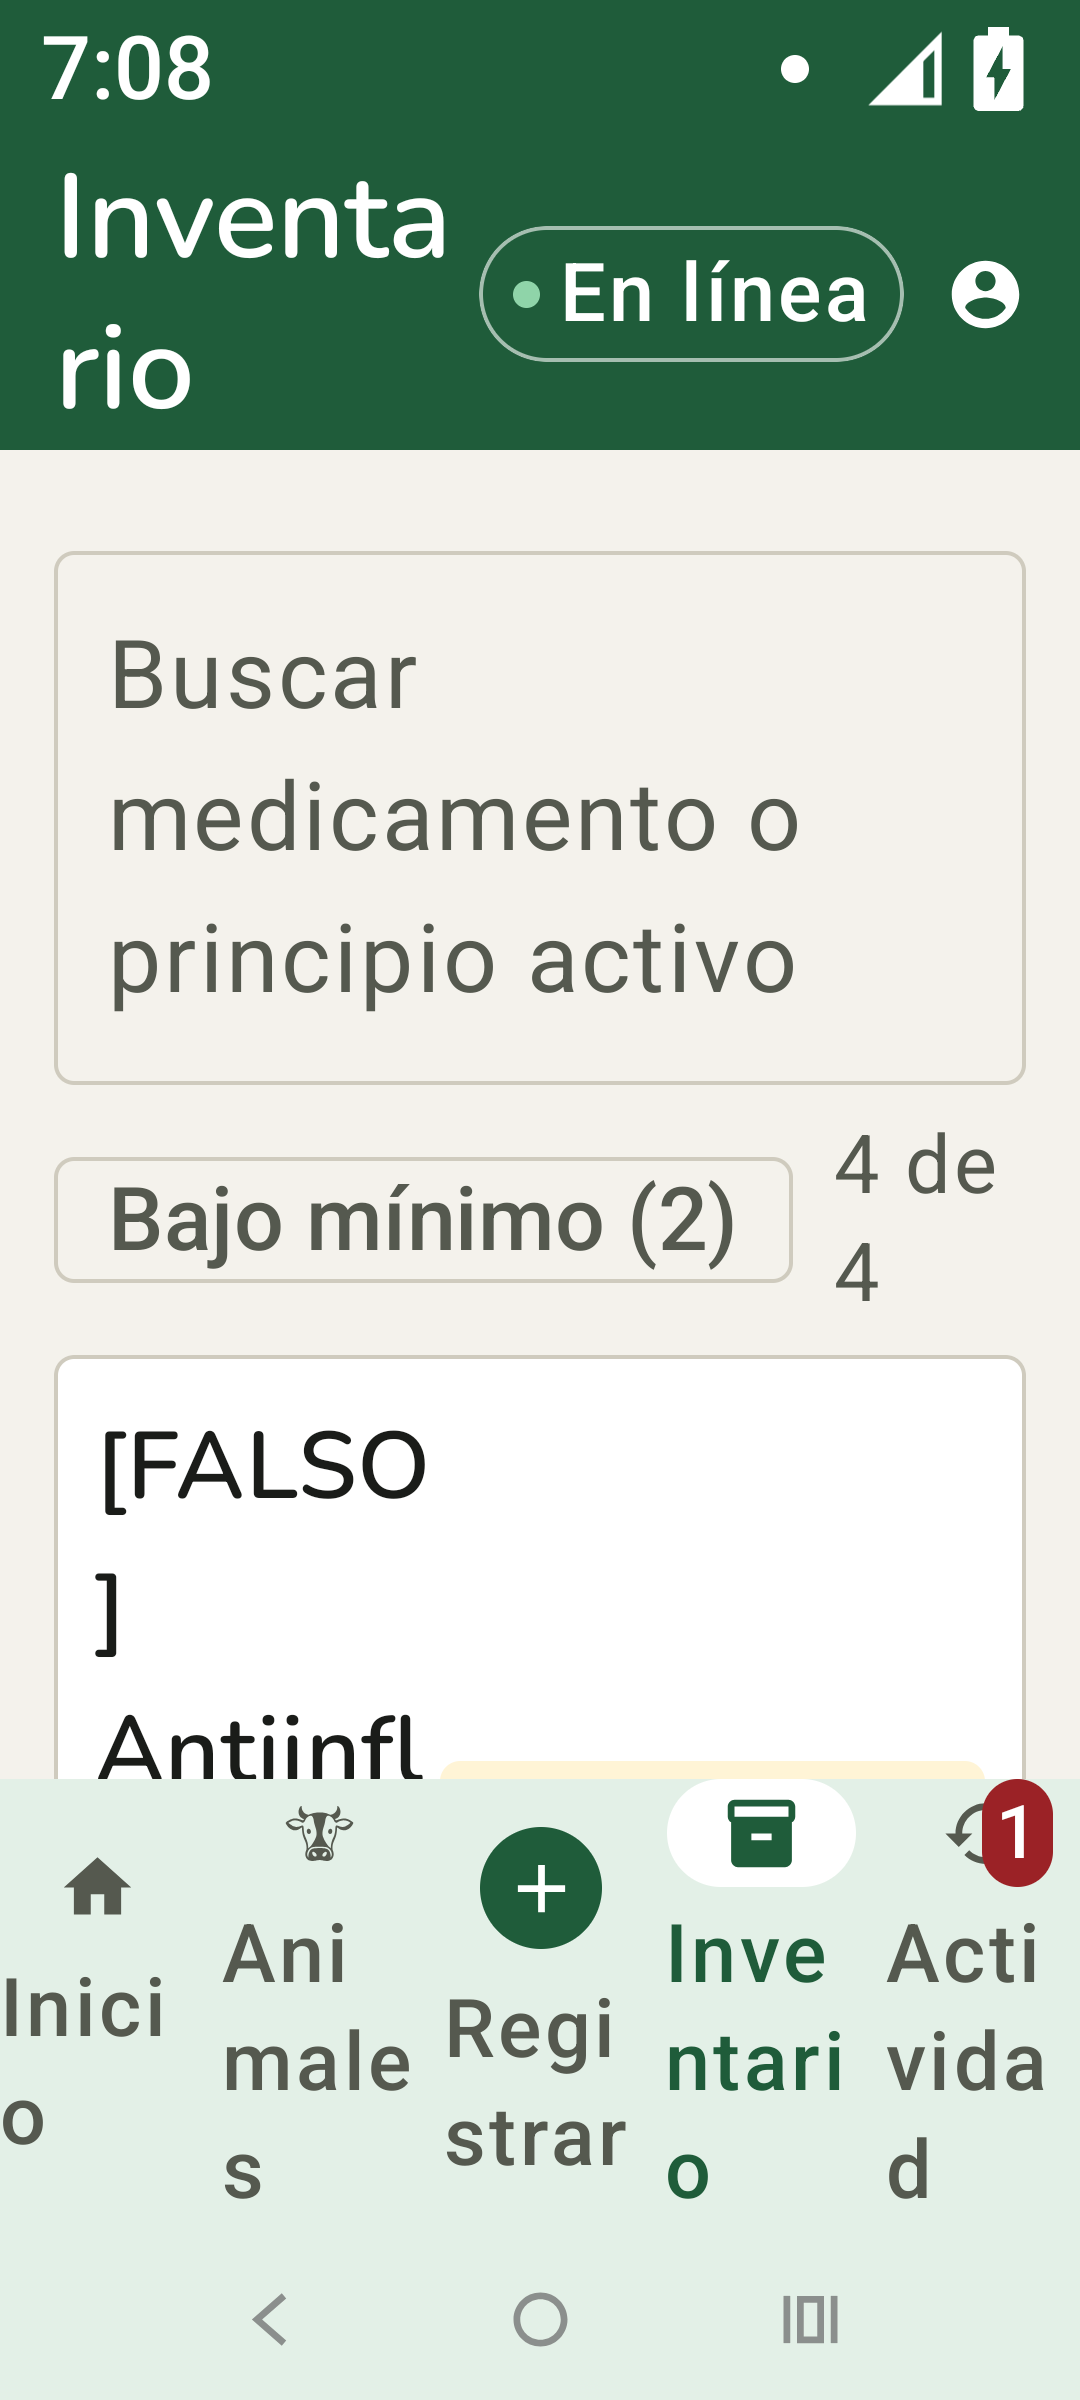 7:08
Inventa
rio
En línea
Buscar
medicamento o
principio activo
Bajo mínimo (2)
4 de
4
[FALSO
]
Antiinfl
Inici
o
Ani
male
s
Regi
strar
Inve
ntari
o
1
Acti
vida
d